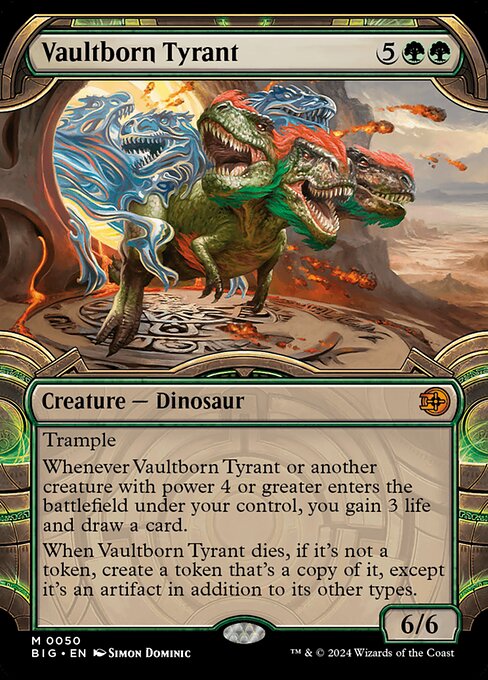 Vaultborn Tyrant 5
Creature — Dinosaur
Trample
Whenever Vaultborn Tyrant or another
creature with power 4 or greater enters the
battlefield under your control, you gain 3 life
and draw a card.
When Vaultborn Tyrant dies, if it's not a
token, create a token that's a copy of it, except
it's an artifact in addition to its other types.
6/6
M 0050
BIG • EN Simon Dominic
™ & © 2024 Wizards of the Coast